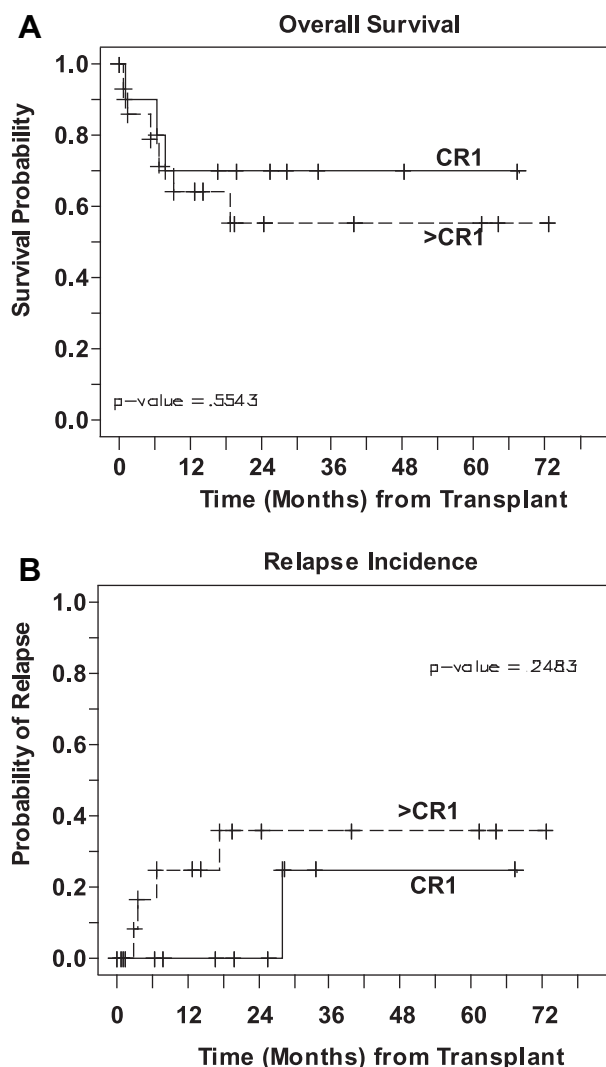 A
Overall Survival
Survival Probability
1.0
0.8
0.6
0.4
0.2
0.0
CR1
>CR1
p-value = .5543
0 12 24 36 48 60 72
Time (Months) from Transplant
B
Relapse Incidence
Probability of Relapse
1.0
0.8
0.6
0.4
0.2
0.0
p-value = .2483
>CR1
CR1
0 12 24 36 48 60 72
Time (Months) from Transplant